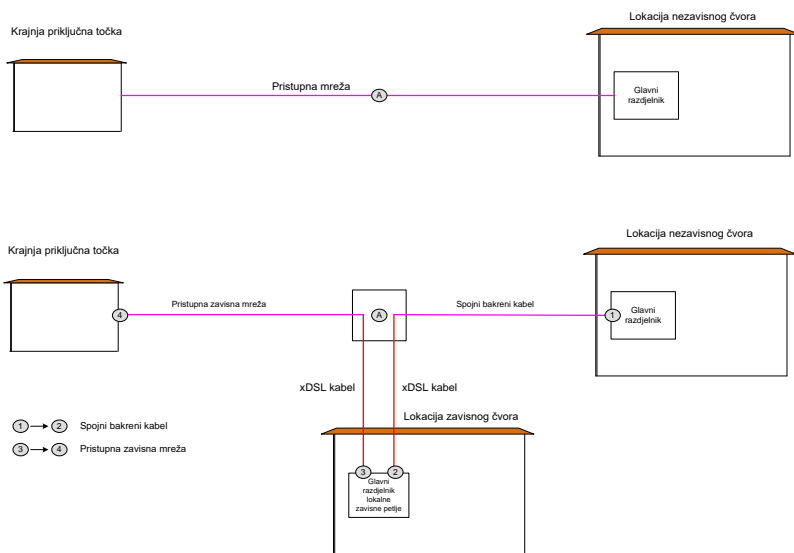 Lokacija nezavisnog čvora
Krajnja priključna točka
Pristupna mreža
A
Glavni
razdjelnik
Lokacija nezavisnog čvora
Krajnja priključna točka
Pristupna zavisna mreža
Spojni bakreni kabel
4
A
1
Glavni
razdjelnik
xDSL kabel
xDSL kabel
Lokacija zavisnog čvora
1 2 Spojni bakreni kabel
3 4 Pristupna zavisna mreža
3
2
Glavni
razdjelnik
lokalne
zavisne petlje